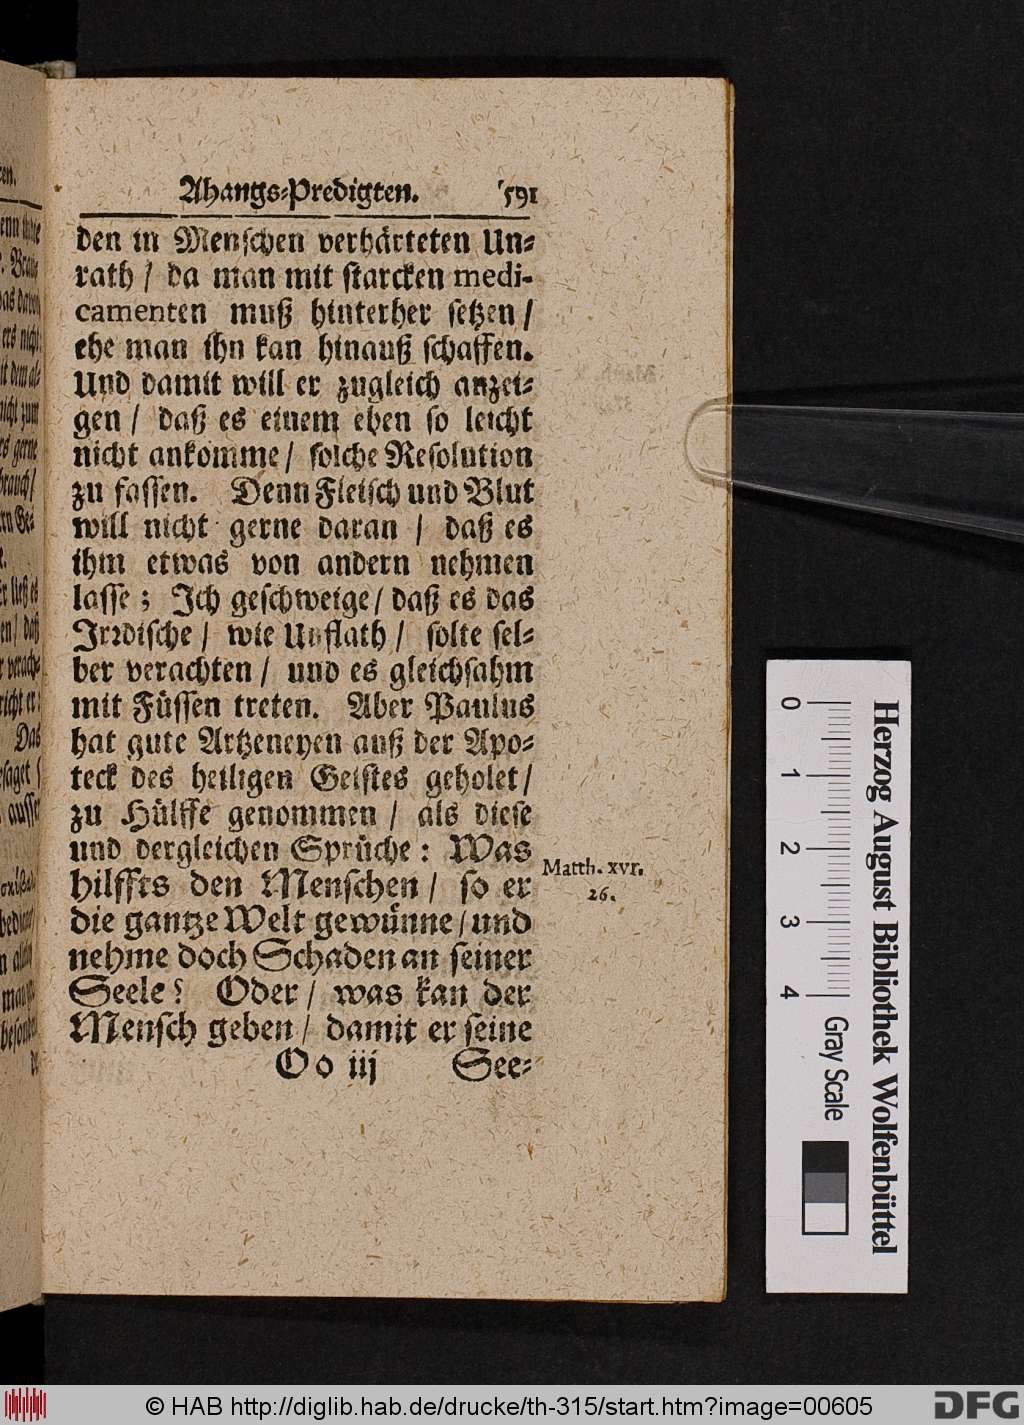 Ahangs-Predigten. 591
den in Menschen verhärteten Un-
rath / da man mit starcken medi-
camenten muß hinterher setzen /
ehe man ihn kan hinauß schaffen.
Und damit will er zugleich anzei-
gen / daß es einem eben so leicht
nicht ankomme / solche Resolution
zu fassen. Denn Fleisch und Blut
will nicht gerne daran / daß es
ihm etwas von andern nehmen
lasse ; Ich geschweige / daß es das
Jrrdische / wie Unflath / solte sel-
ber verachten / und es gleichsahm
mit Füssen treten. Aber Paulus
hat gute Artzeneyen auß der Apo-
teck des heiligen Geistes geholet /
zu Hülffe genommen / als diese
und dergleichen Sprüche : Was
hilffts den Menschen / so er
die gantze Welt gewünne / und
nehme doch Schaden an seiner
Seele? Oder / was kan der
Mensch geben / damit er seine
Oo iij See-
Matth. xvi.
26.
0 1 2 3 4 Gray Scale
Herzog August Bibliothek Wolfenbüttel
© HAB http://diglib.hab.de/drucke/th-315/start.htm?image=00605
DFG